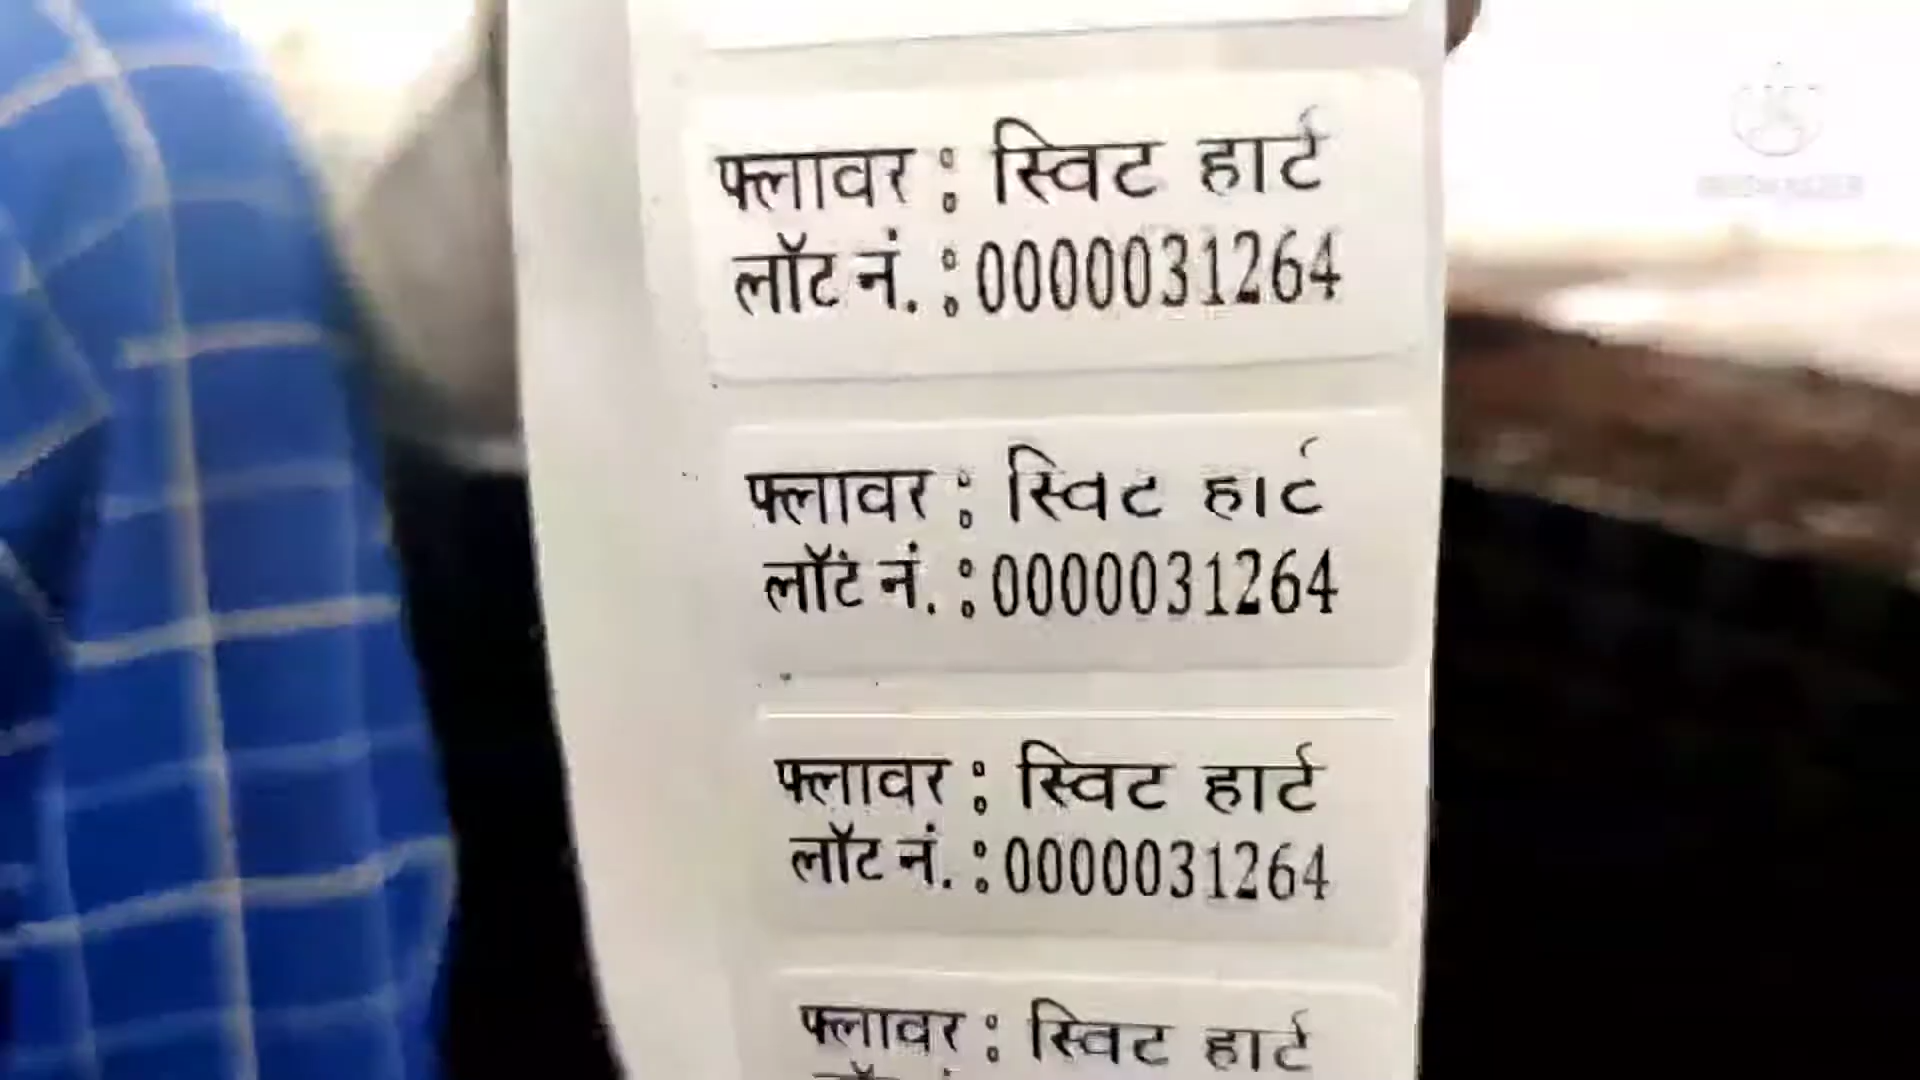 फ्लावर : स्विट हार्ट
लॉट नं. : 0000031264
फ्लावर : स्विट हार्ट
लॉट नं. : 0000031264
फ्लावर : स्विट हार्ट
लॉट नं. : 0000031264
फ्लावर : स्विट हार्ट